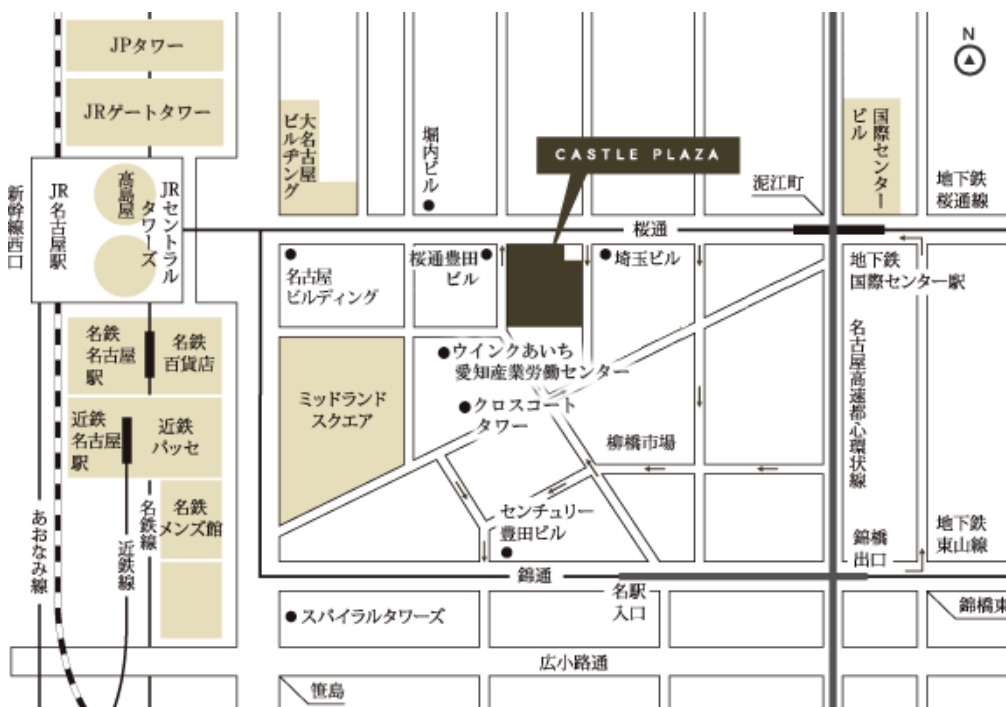 JPタワー
JRゲートタワー
大名古屋
ビルヂング
堀内ビル
CASTLE PLAZA
泥江町
国際センター
ビル
N
地下鉄
桜通線
新幹線西口
JR名古屋駅
髙島屋
JRセントラル
タワーズ
桜通
名古屋
ビルディング
桜通豊田
ビル
埼玉ビル
地下鉄
国際センター駅
名鉄
名古屋
駅
名鉄
百貨店
ミッドランド
スクエア
ウインクあいち
愛知産業労働センター
クロスコート
タワー
柳橋市場
名古屋高速都心環状線
近鉄
名古屋
駅
近鉄
パッセ
名鉄
メンズ館
センチュリー
豊田ビル
錦橋
出口
地下鉄
東山線
あおなみ線
近鉄線
名鉄線
錦通
名駅
入口
錦橋東
スパイラルタワーズ
広小路通
笹島